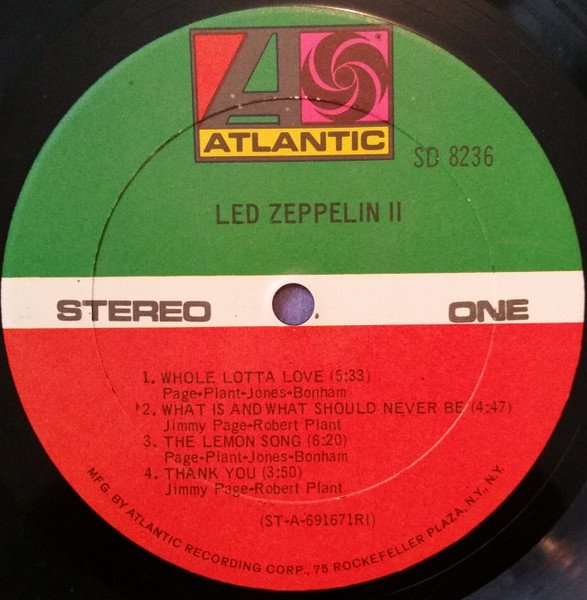 ATLANTIC
SD 8236
LED ZEPPELIN II
STEREO
ONE
1. WHOLE LOTTA LOVE (5:33)
Page-Plant-Jones-Bonham
2. WHAT IS AND WHAT SHOULD NEVER BE (4:47)
Jimmy Page-Robert Plant
3. THE LEMON SONG (6:20)
Page-Plant-Jones-Bonham
4. THANK YOU (3:50)
Jimmy Page-Robert Plant
(ST-A-691671RI)
MFG. BY ATLANTIC RECORDING CORP., 75 ROCKEFELLER PLAZA, N.Y., N.Y.